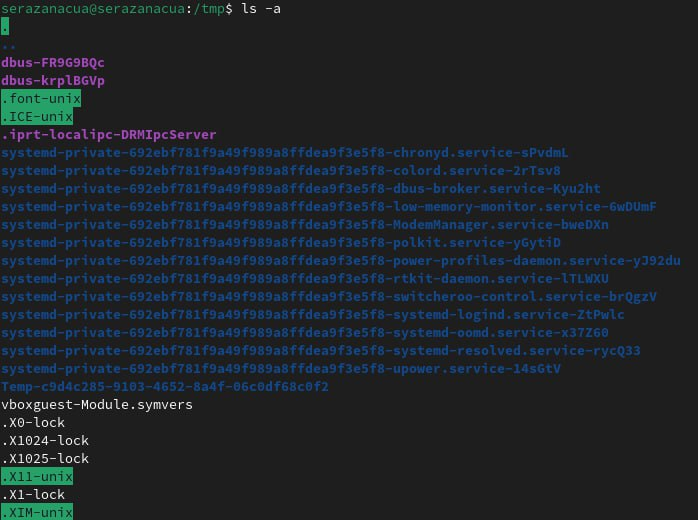 serazanacua@serazanacua:/tmp$ ls -a
.
..
dbus-FR9G9BQc
dbus-krplBGVp
.font-unix
.ICE-unix
.iprt-localipc-DRMIpcServer
systemd-private-692ebf781f9a49f989a8ffdea9f3e5f8-chronyd.service-sPvdmL
systemd-private-692ebf781f9a49f989a8ffdea9f3e5f8-colord.service-2rTsv8
systemd-private-692ebf781f9a49f989a8ffdea9f3e5f8-dbus-broker.service-Kyu2ht
systemd-private-692ebf781f9a49f989a8ffdea9f3e5f8-low-memory-monitor.service-6wDUmF
systemd-private-692ebf781f9a49f989a8ffdea9f3e5f8-ModemManager.service-bweDXn
systemd-private-692ebf781f9a49f989a8ffdea9f3e5f8-polkit.service-yGytiD
systemd-private-692ebf781f9a49f989a8ffdea9f3e5f8-power-profiles-daemon.service-yJ92du
systemd-private-692ebf781f9a49f989a8ffdea9f3e5f8-rtkit-daemon.service-lTLWXU
systemd-private-692ebf781f9a49f989a8ffdea9f3e5f8-switcheroo-control.service-brQgzV
systemd-private-692ebf781f9a49f989a8ffdea9f3e5f8-systemd-logind.service-ZtPwlc
systemd-private-692ebf781f9a49f989a8ffdea9f3e5f8-systemd-oomd.service-x37Z60
systemd-private-692ebf781f9a49f989a8ffdea9f3e5f8-systemd-resolved.service-rycQ33
systemd-private-692ebf781f9a49f989a8ffdea9f3e5f8-upower.service-14sGtV
Temp-c9d4c285-9103-4652-8a4f-06c0df68c0f2
vboxguest-Module.symvers
.X0-lock
.X1024-lock
.X1025-lock
.X11-unix
.X1-lock
.XIM-unix